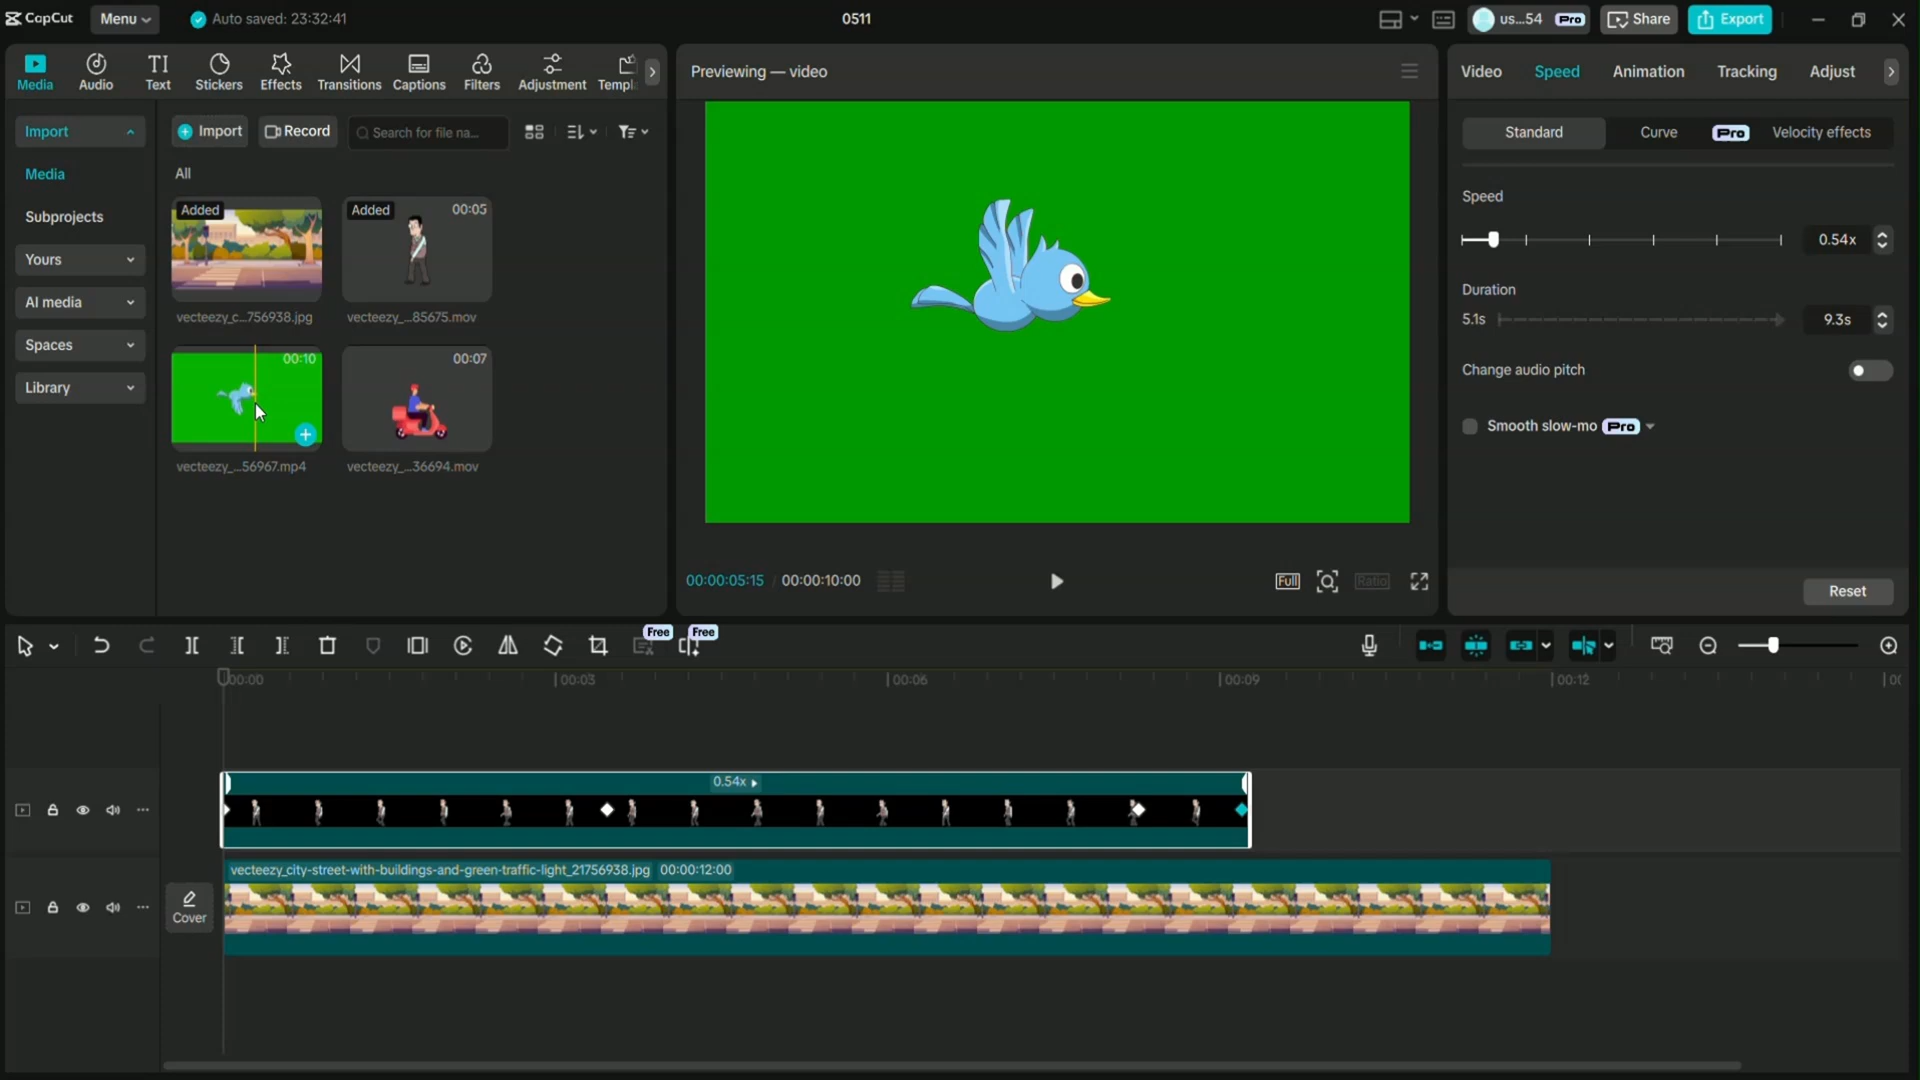 CapCut Menu Auto saved: 23:32:41 0511 us...54 Pro Share Export
Media Audio Text Stickers Effects Transitions Captions Filters Adjustment Templ
Import
Media
Subprojects
Yours
AI media
Spaces
Library
Import Record Search for file na...
All
Added
vecteezy_c...756938.jpg
Added 00:05
vecteezy_...85675.mov
00:10
vecteezy_...56967.mp4
00:07
vecteezy_...36694.mov
Previewing — video
00:00:05:15 / 00:00:10:00 Full Ratio
Video Speed Animation Tracking Adjust
Standard Curve Pro Velocity effects
Speed
0.54x
Duration
5.1s 9.3s
Change audio pitch
Smooth slow-mo Pro
Reset
Free Free
00:00 00:03 00:06 00:09 00:12
0.54x
Cover
vecteezy_city-street-with-buildings-and-green-traffic-light_21756938.jpg 00:00:12:00